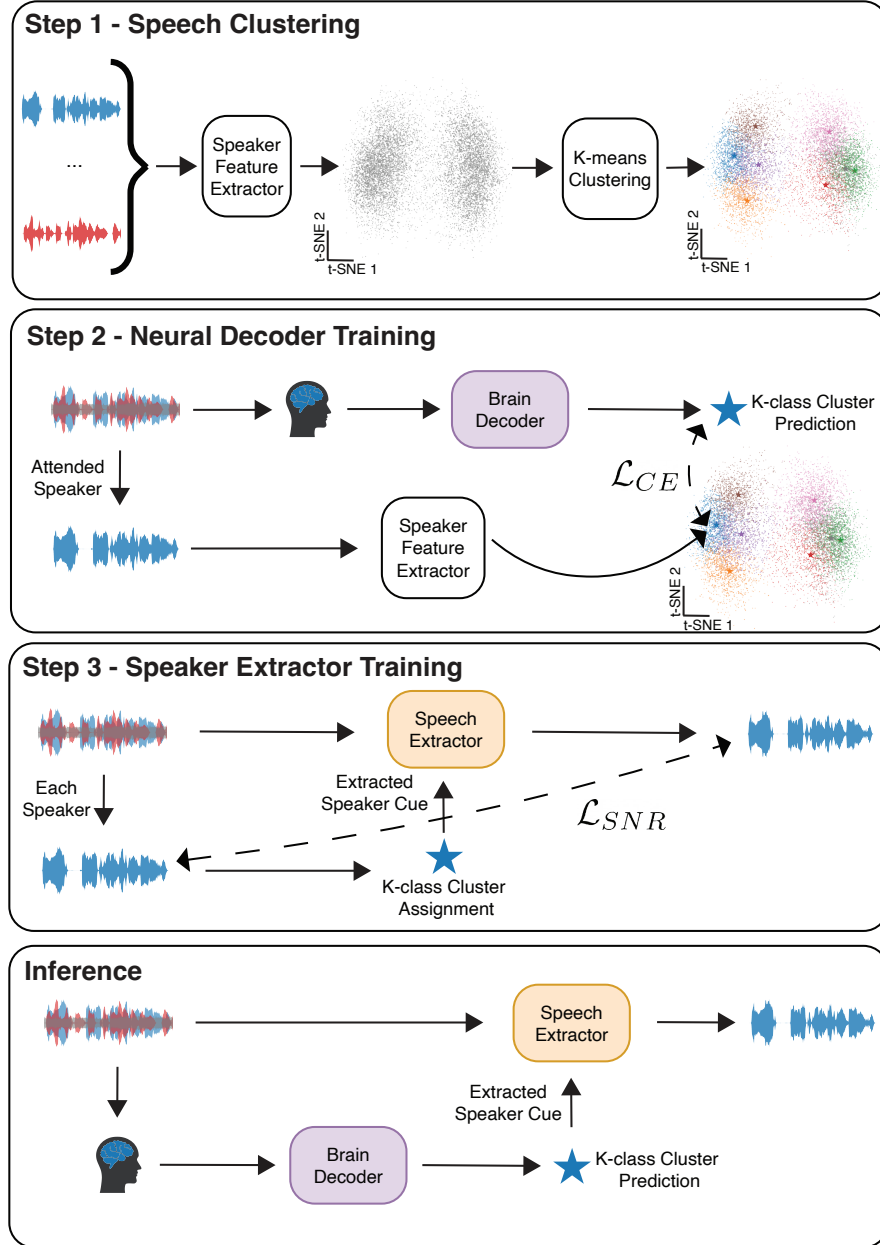 Step 1 - Speech Clustering
...
Speaker
Feature
Extractor
t-SNE 2
t-SNE 1
K-means
Clustering
t-SNE 2
t-SNE 1
Step 2 - Neural Decoder Training
Brain
Decoder
K-class Cluster
Prediction
Attended
Speaker
ℒ_CE
Speaker
Feature
Extractor
t-SNE 2
t-SNE 1
Step 3 - Speaker Extractor Training
Speech
Extractor
Each
Speaker
Extracted
Speaker Cue
ℒ_SNR
K-class Cluster
Assignment
Inference
Speech
Extractor
Extracted
Speaker Cue
Brain
Decoder
K-class Cluster
Prediction